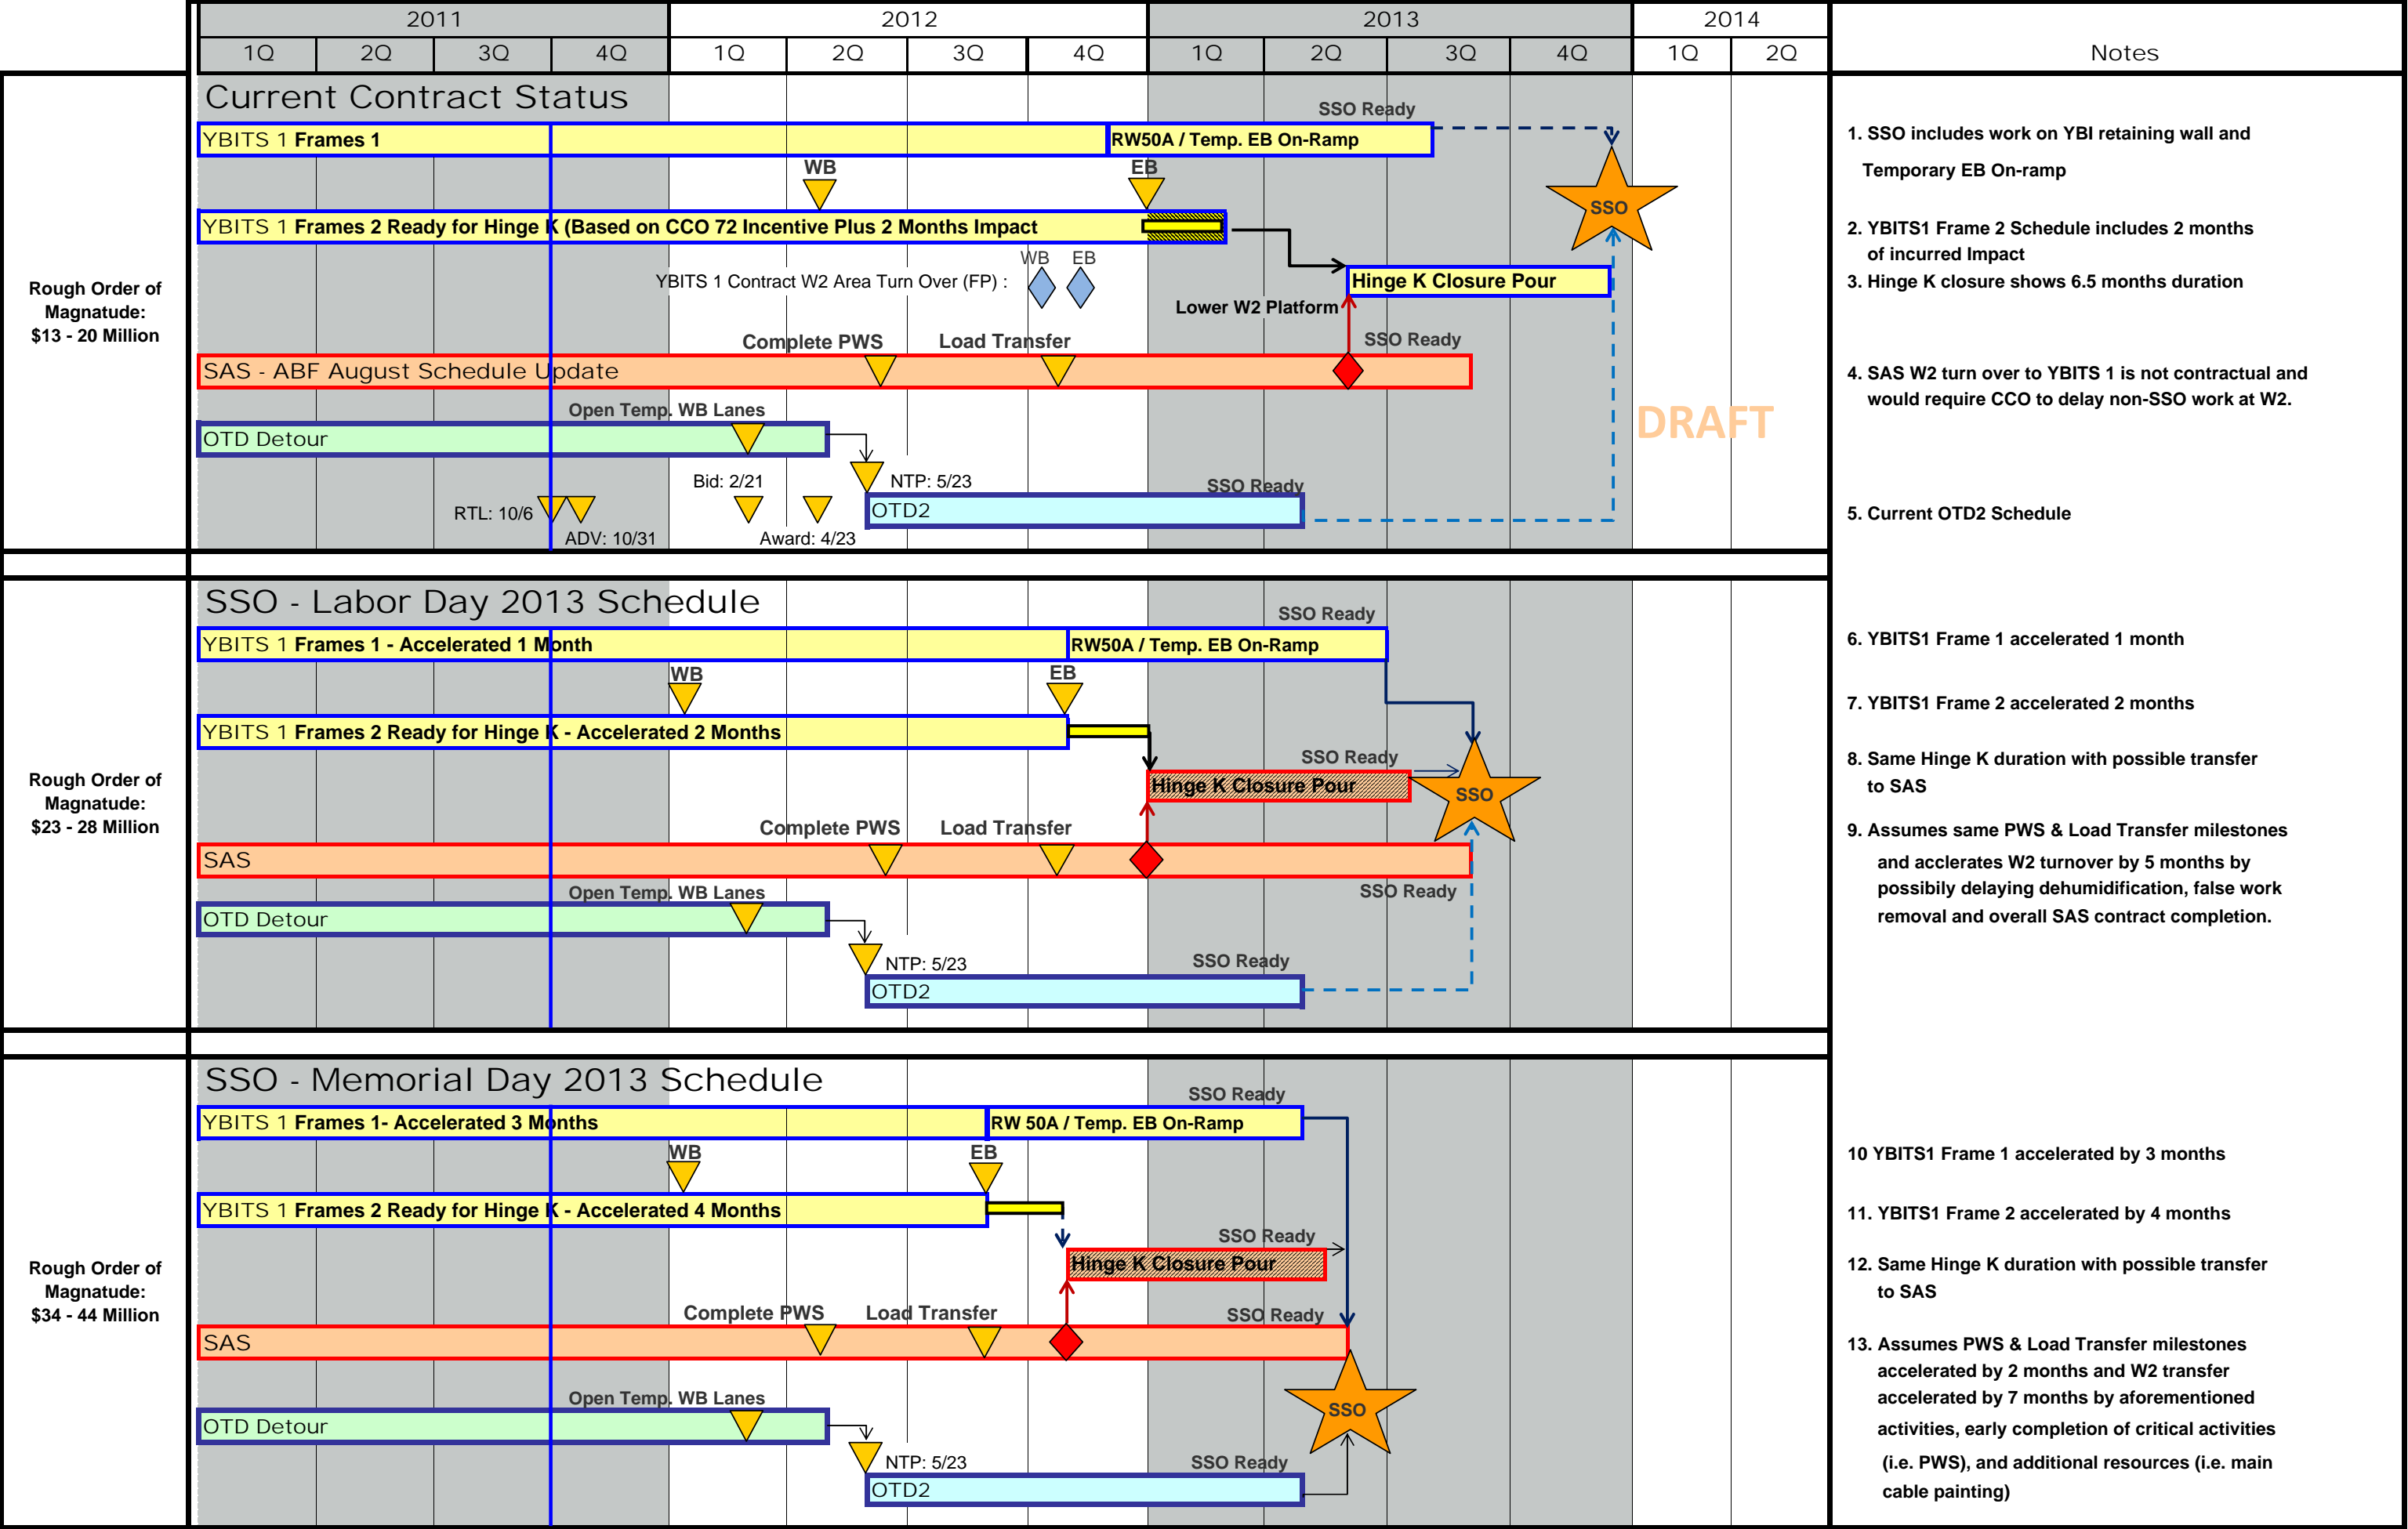 2011 2012 2013 2014
1Q 2Q 3Q 4Q 1Q 2Q 3Q 4Q 1Q 2Q 3Q 4Q 1Q 2Q Notes
Current Contract Status
SSO Ready
YBITS 1 Frames 1 RW50A / Temp. EB On-Ramp
WB EB
SSO
YBITS 1 Frames 2 Ready for Hinge K (Based on CCO 72 Incentive Plus 2 Months Impact
WB EB
YBITS 1 Contract W2 Area Turn Over (FP) :
Hinge K Closure Pour
Lower W2 Platform
Rough Order of
Magnatude:
$13 - 20 Million
Complete PWS Load Transfer SSO Ready
SAS - ABF August Schedule Update
Open Temp. WB Lanes
DRAFT
OTD Detour
Bid: 2/21 NTP: 5/23 SSO Ready
RTL: 10/6 OTD2
ADV: 10/31 Award: 4/23
1. SSO includes work on YBI retaining wall and
Temporary EB On-ramp
2. YBITS1 Frame 2 Schedule includes 2 months
of incurred Impact
3. Hinge K closure shows 6.5 months duration
4. SAS W2 turn over to YBITS 1 is not contractual and
would require CCO to delay non-SSO work at W2.
5. Current OTD2 Schedule
SSO - Labor Day 2013 Schedule
SSO Ready
YBITS 1 Frames 1 - Accelerated 1 Month RW50A / Temp. EB On-Ramp
WB EB
YBITS 1 Frames 2 Ready for Hinge K - Accelerated 2 Months
SSO Ready
Hinge K Closure Pour
SSO
Rough Order of
Magnatude:
$23 - 28 Million
Complete PWS Load Transfer
SAS
Open Temp. WB Lanes SSO Ready
OTD Detour
NTP: 5/23 SSO Ready
OTD2
6. YBITS1 Frame 1 accelerated 1 month
7. YBITS1 Frame 2 accelerated 2 months
8. Same Hinge K duration with possible transfer
to SAS
9. Assumes same PWS & Load Transfer milestones
and acclerates W2 turnover by 5 months by
possibily delaying dehumidification, false work
removal and overall SAS contract completion.
SSO - Memorial Day 2013 Schedule
SSO Ready
YBITS 1 Frames 1- Accelerated 3 Months RW 50A / Temp. EB On-Ramp
WB EB
YBITS 1 Frames 2 Ready for Hinge K - Accelerated 4 Months
SSO Ready
Hinge K Closure Pour
Rough Order of
Magnatude:
$34 - 44 Million
Complete PWS Load Transfer SSO Ready
SAS
Open Temp. WB Lanes
SSO
OTD Detour
NTP: 5/23 SSO Ready
OTD2
10 YBITS1 Frame 1 accelerated by 3 months
11. YBITS1 Frame 2 accelerated by 4 months
12. Same Hinge K duration with possible transfer
to SAS
13. Assumes PWS & Load Transfer milestones
accelerated by 2 months and W2 transfer
accelerated by 7 months by aforementioned
activities, early completion of critical activities
(i.e. PWS), and additional resources (i.e. main
cable painting)